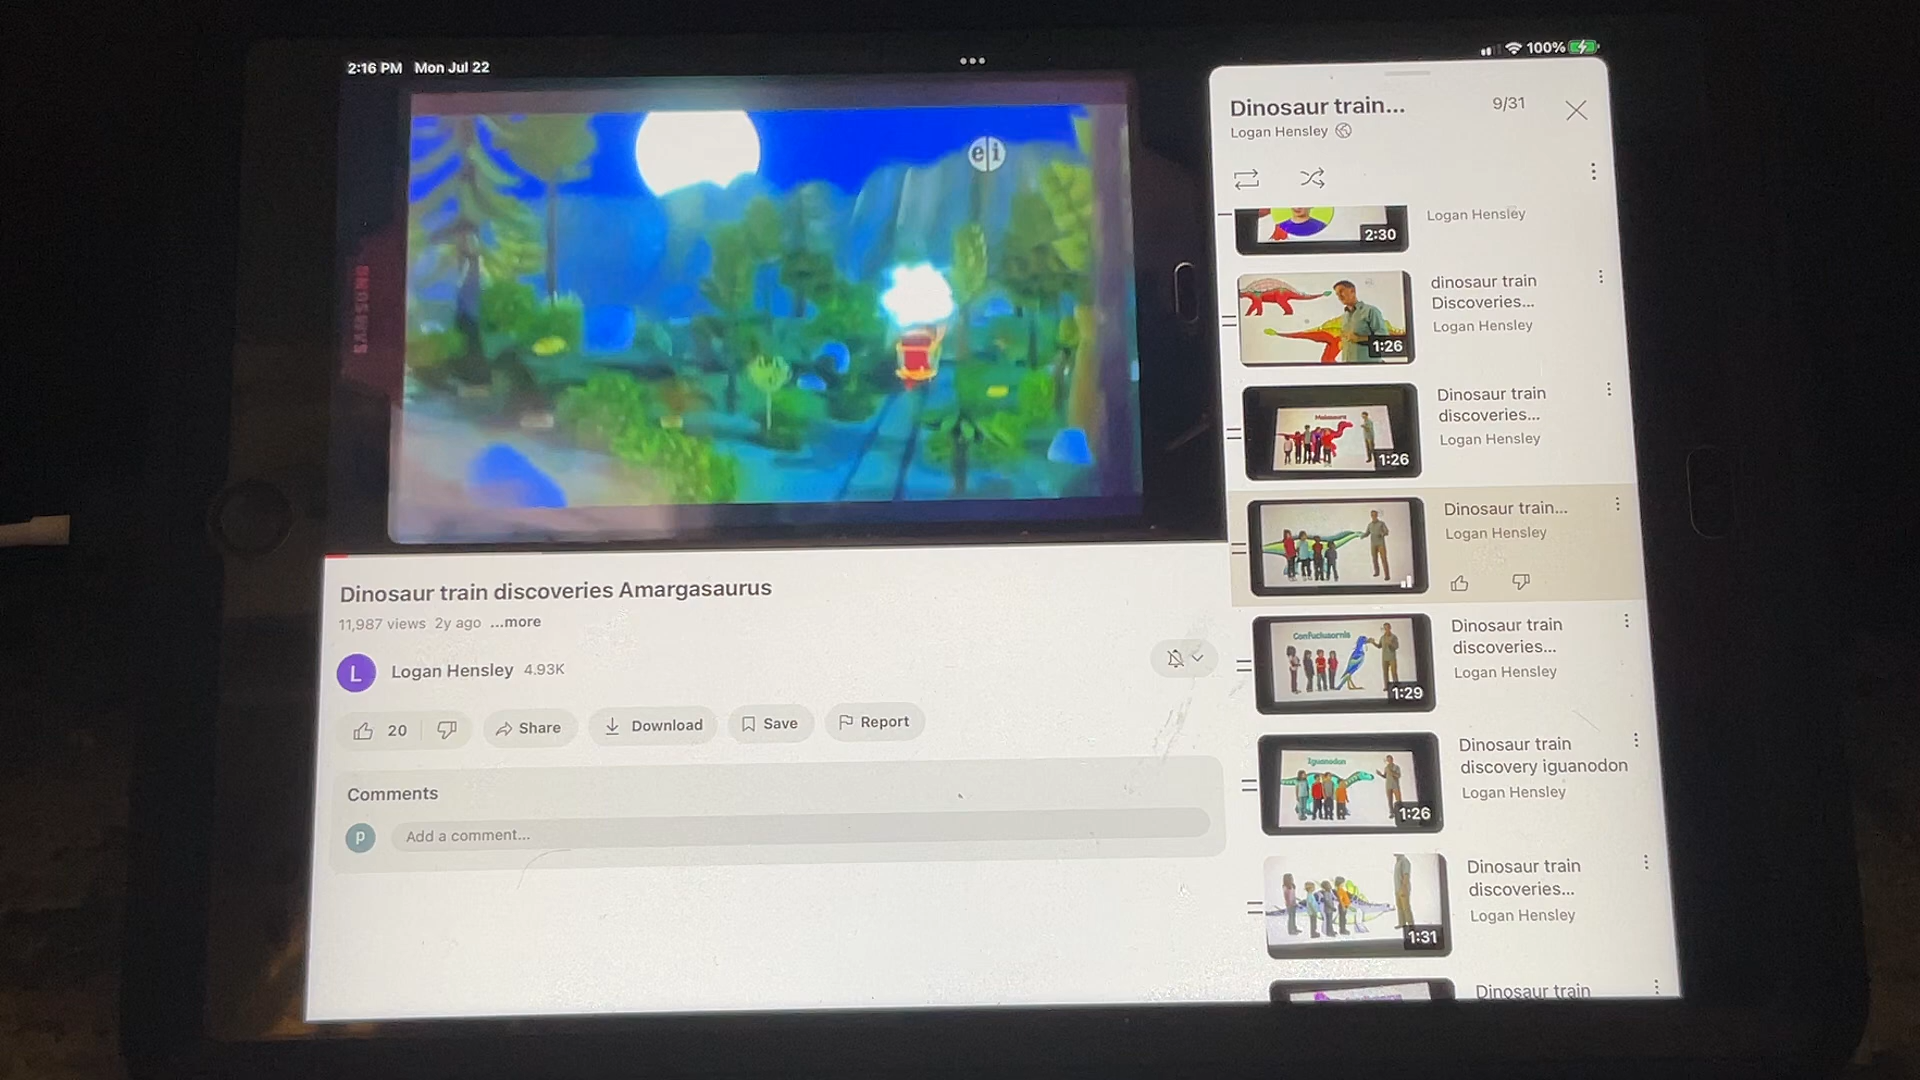 2:16 PM Mon Jul 22
100%
SAMSUNG
e|i
Dinosaur train discoveries Amargasaurus
11,987 views 2y ago ...more
L
Logan Hensley 4.93K
20
Share
Download
Save
Report
Comments
P
Add a comment...
Dinosaur train...
9/31
Logan Hensley
Logan Hensley
2:30
dinosaur train
Discoveries...
Logan Hensley
1:26
Dinosaur train
discoveries...
Logan Hensley
1:26
Dinosaur train...
Logan Hensley
Confuciusornis
Dinosaur train
discoveries...
Logan Hensley
1:29
Iguanodon
Dinosaur train
discovery iguanodon
Logan Hensley
1:26
Dinosaur train
discoveries...
Logan Hensley
1:31
Dinosaur train